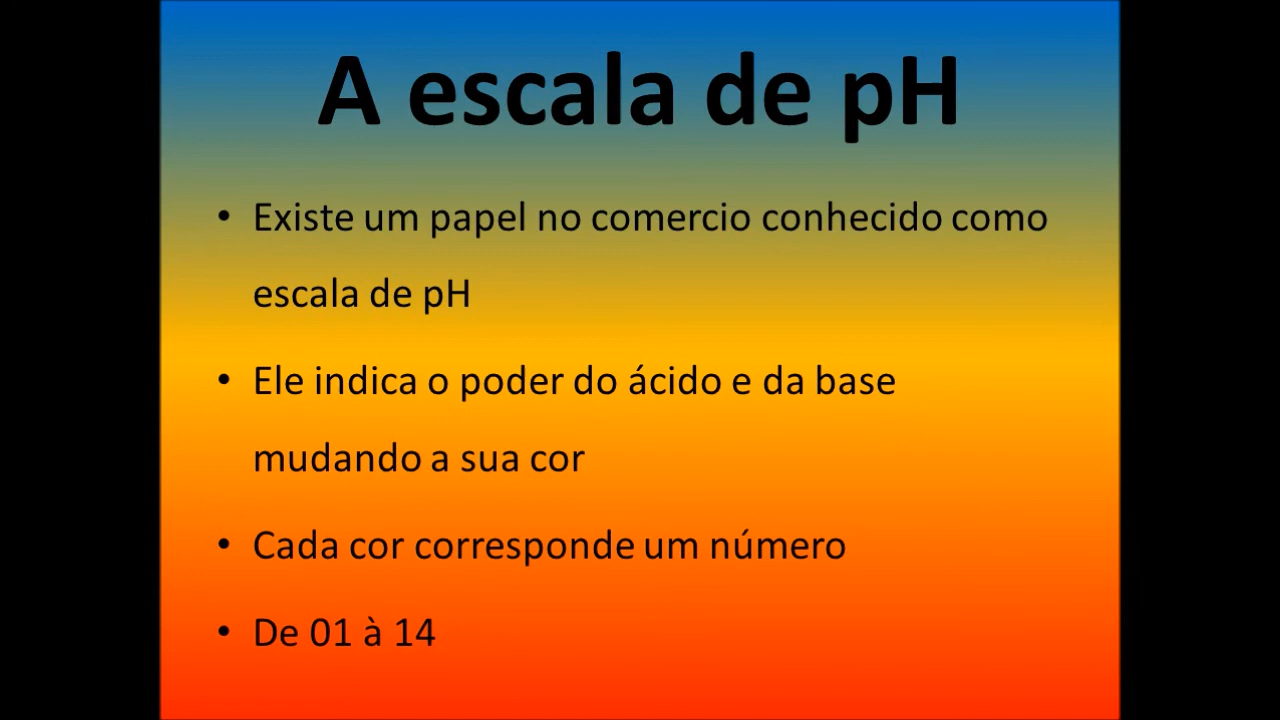 A escala de pH
• Existe um papel no comercio conhecido como
escala de pH
• Ele indica o poder do ácido e da base
mudando a sua cor
• Cada cor corresponde um número
• De 01 à 14